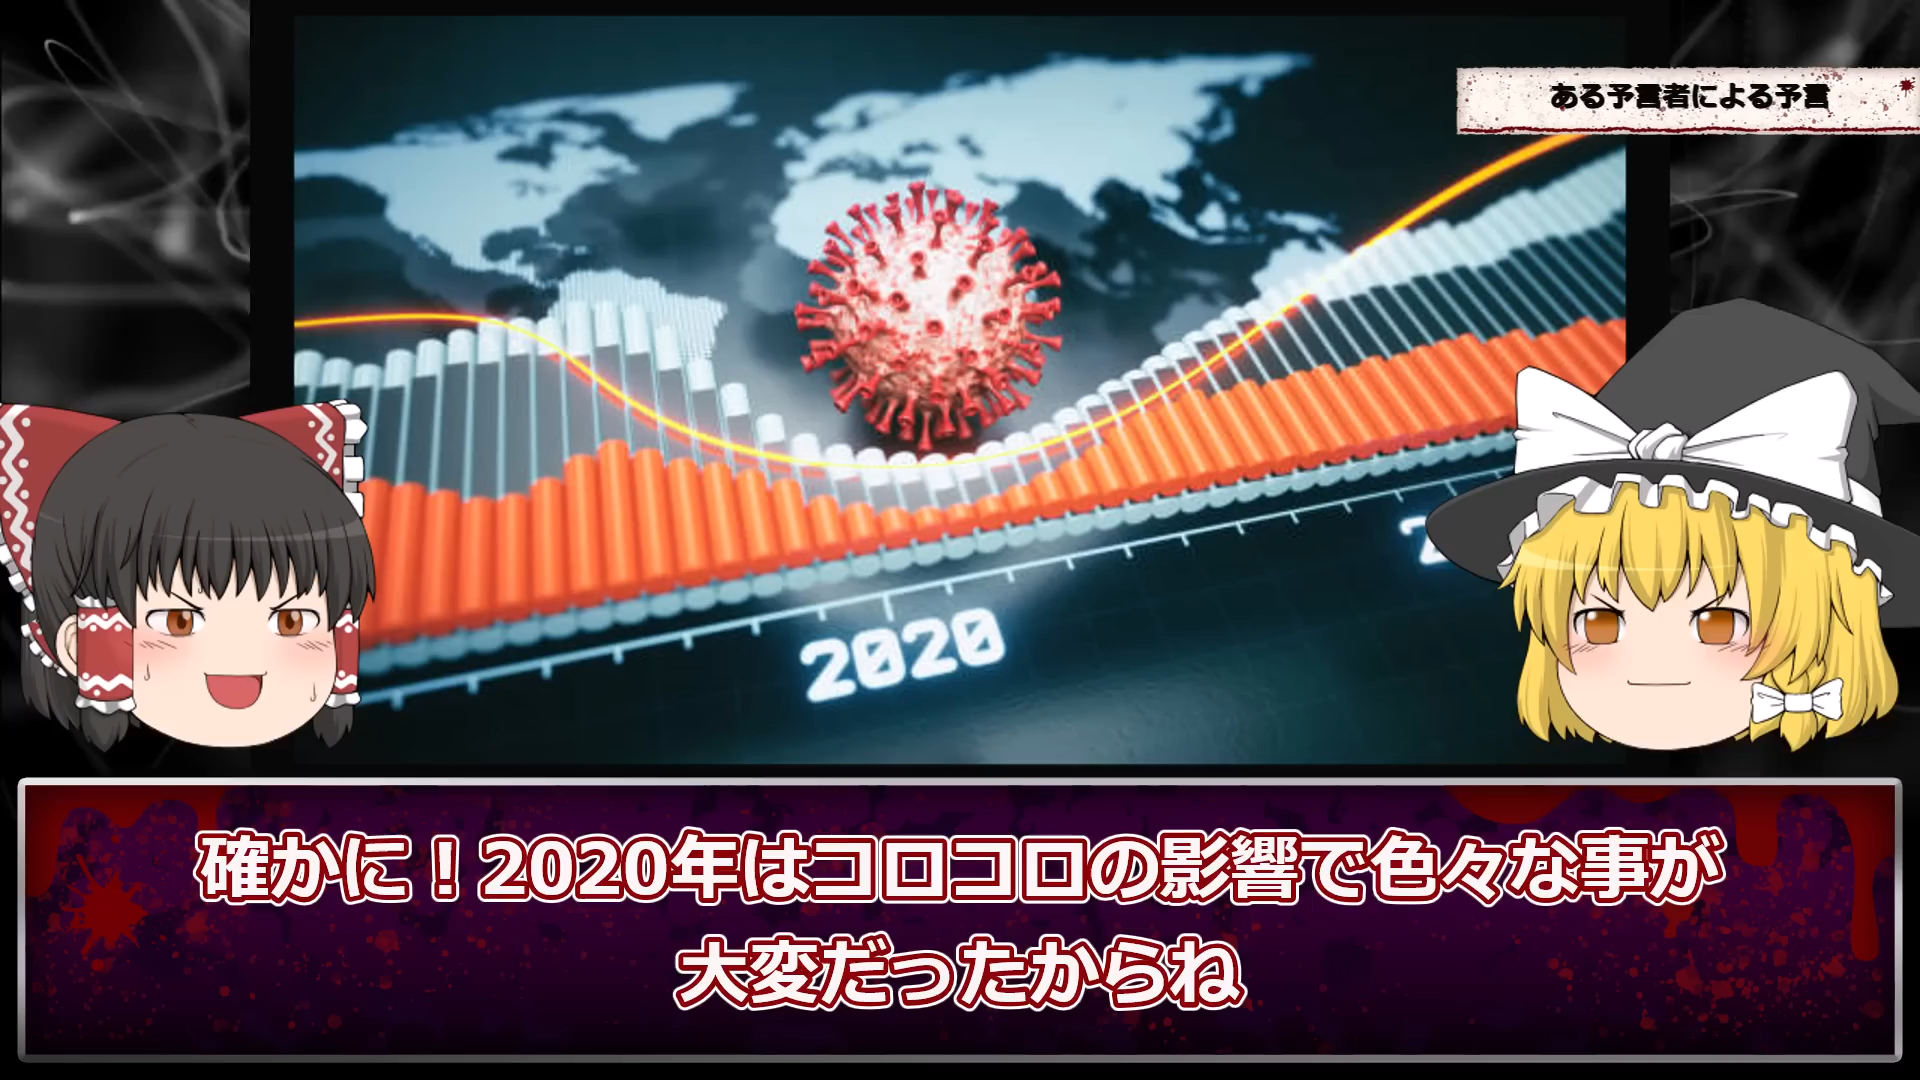 ある予言者による予言
2020
確かに！2020年はコロコロの影響で色々な事が
大変だったからね